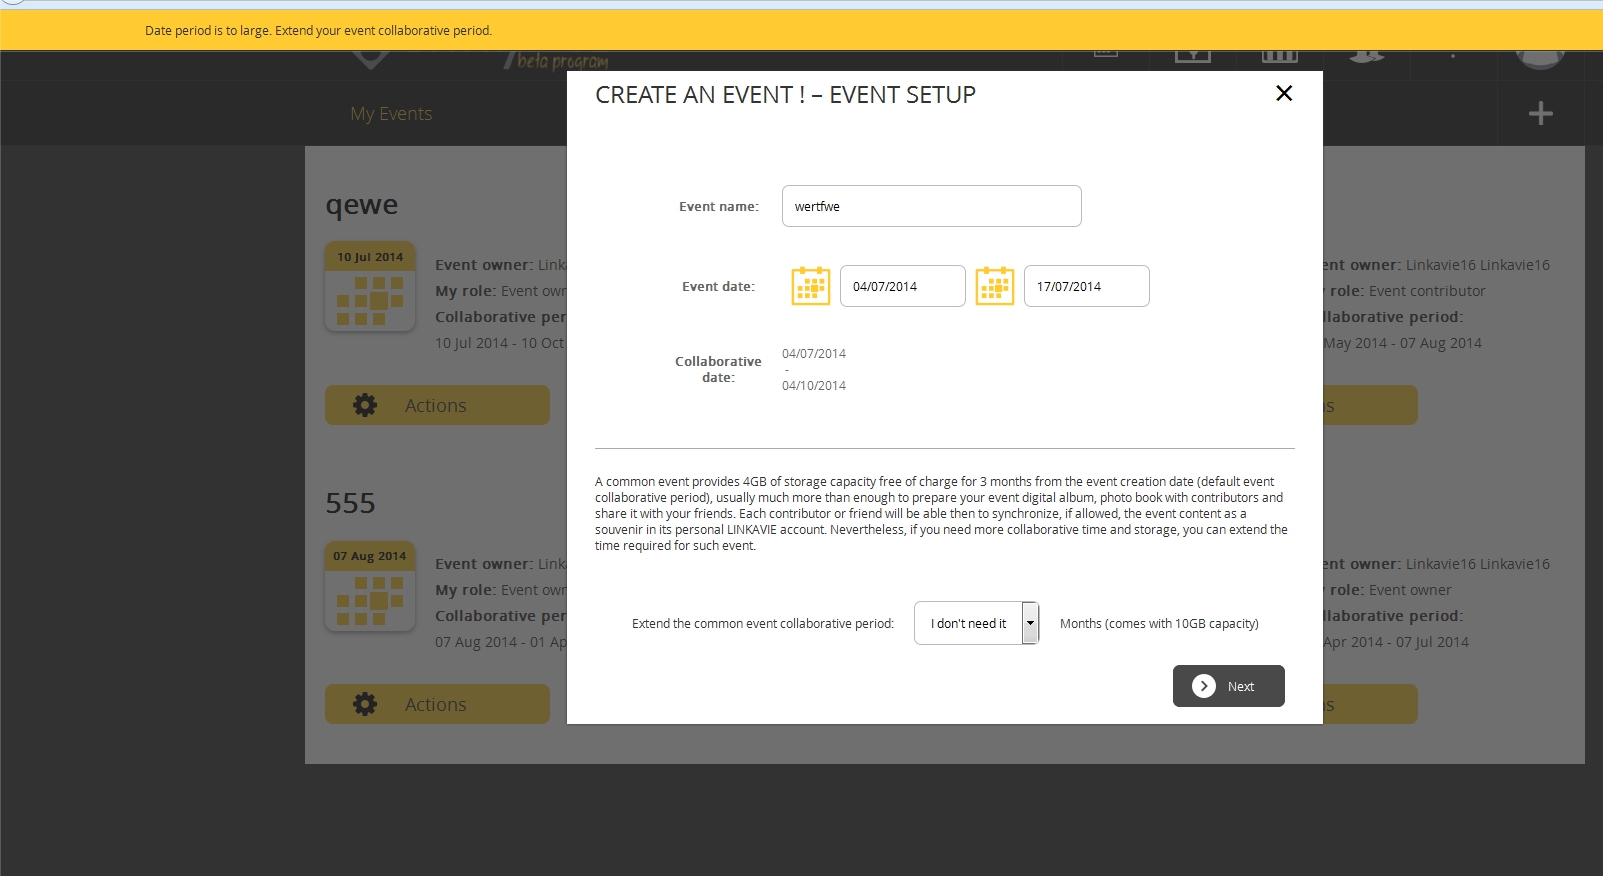 Date period is to large. Extend your event collaborative period.
beta program
My Events
CREATE AN EVENT ! – EVENT SETUP
Event name:
wertfwe
Event date:
04/07/2014
17/07/2014
Collaborative
date:
04/07/2014
-
04/10/2014
A common event provides 4GB of storage capacity free of charge for 3 months from the event creation date (default event
collaborative period), usually much more than enough to prepare your event digital album, photo book with contributors and
share it with your friends. Each contributor or friend will be able then to synchronize, if allowed, the event content as a
souvenir in its personal LINKAVIE account. Nevertheless, if you need more collaborative time and storage, you can extend the
time required for such event.
Extend the common event collaborative period:
I don't need it
Months (comes with 10GB capacity)
Next
qewe
10 Jul 2014
Event owner: Linka
My role: Event own
Collaborative per
10 Jul 2014 - 10 Oct
Actions
ent owner: Linkavie16 Linkavie16
role: Event contributor
llaborative period:
May 2014 - 07 Aug 2014
s
555
07 Aug 2014
Event owner: Linka
My role: Event own
Collaborative per
07 Aug 2014 - 01 Ap
Actions
ent owner: Linkavie16 Linkavie16
role: Event owner
llaborative period:
Apr 2014 - 07 Jul 2014
s